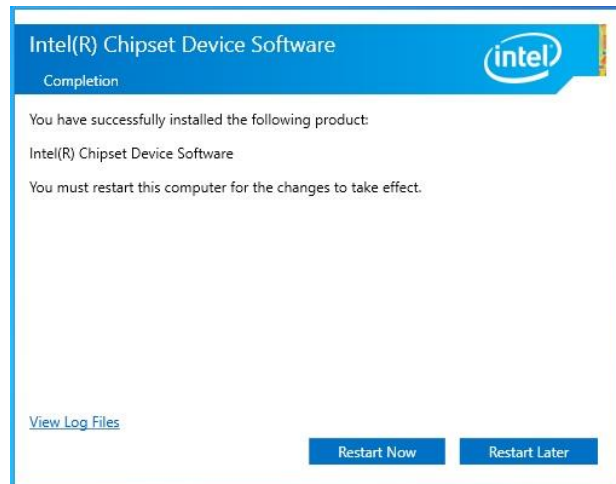 Intel(R) Chipset Device Software
intel
Completion
You have successfully installed the following product:
Intel(R) Chipset Device Software
You must restart this computer for the changes to take effect.
View Log Files
Restart Now
Restart Later